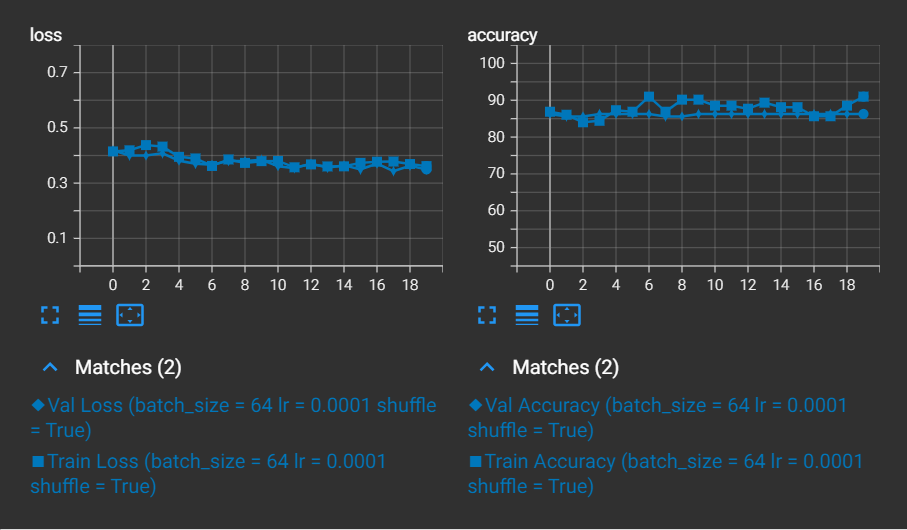 loss
0.7
0.5
0.3
0.1
0 2 4 6 8 10 12 14 16 18
Matches (2)
Val Loss (batch_size = 64 lr = 0.0001 shuffle
= True)
Train Loss (batch_size = 64 lr = 0.0001
shuffle = True)
accuracy
100
90
80
70
60
50
0 2 4 6 8 10 12 14 16 18
Matches (2)
Val Accuracy (batch_size = 64 lr = 0.0001
shuffle = True)
Train Accuracy (batch_size = 64 lr = 0.0001
shuffle = True)